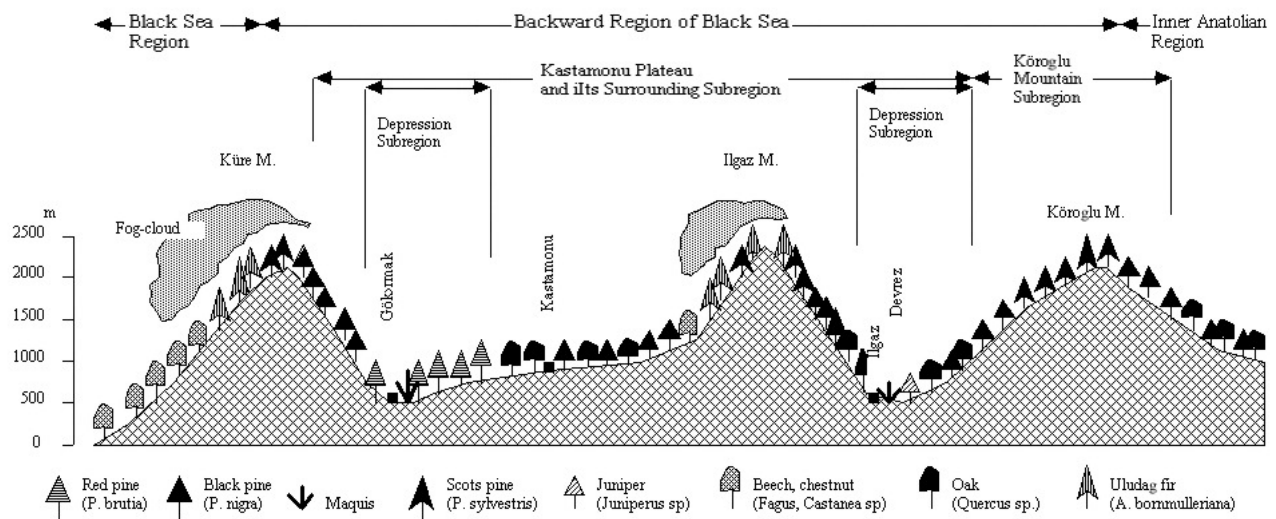 Black Sea
Region
Backward Region of Black Sea
Inner Anatolian
Region
Kastamonu Plateau
and iIts Surrounding Subregion
Köroglu
Mountain
Subregion
Depression
Subregion
Depression
Subregion
Küre M.
Ilgaz M.
Köroglu M.
Fog-cloud
m
2500
2000
1500
1000
500
0
Gökırmak
Kastamonu
Ilgaz
Devrez
Red pine
(P. brutia)
Black pine
(P. nigra)
Maquis
Scots pine
(P. sylvestris)
Juniper
(Juniperus sp)
Beech, chestnut
(Fagus, Castanea sp)
Oak
(Quercus sp.)
Uludag fir
(A. bornmulleriana)